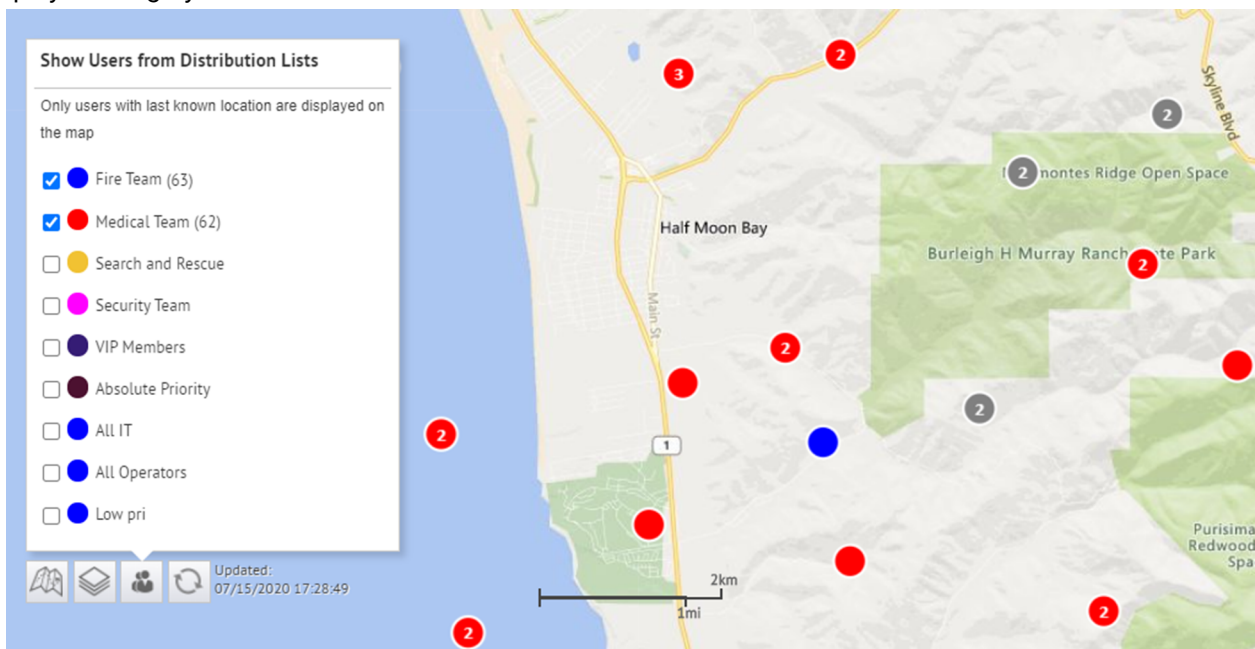 Show Users from Distribution Lists
Only users with last known location are displayed on
the map
Fire Team (63)
Medical Team (62)
Search and Rescue
Security Team
VIP Members
Absolute Priority
All IT
All Operators
Low pri
Updated:
07/15/2020 17:28:49
3
2
2
Skyline Blvd
2
Ridge Open Space
Half Moon Bay
Burleigh H Murray
2
Park
Main St
2
2
2
1
2km
1mi
Purisima
Redwood
Spa
2
2